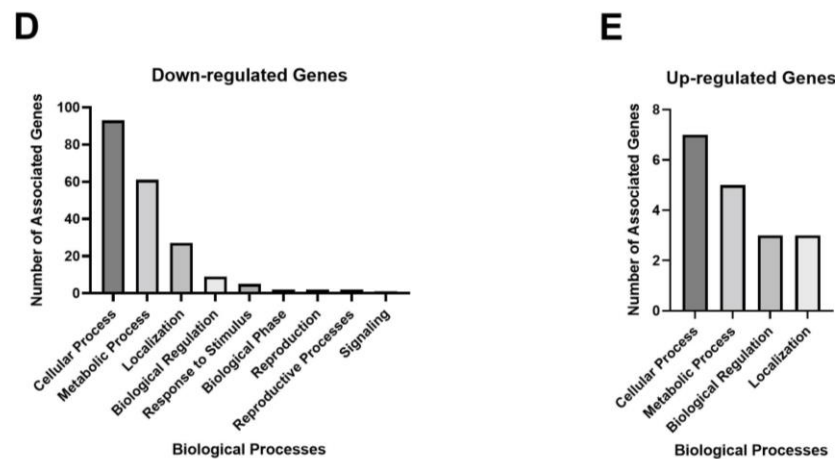 D
Down-regulated Genes
Number of Associated Genes
100
80
60
40
20
0
Cellular Process
Metabolic Process
Localization
Biological Regulation
Response to Stimulus
Biological Phase
Reproduction
Reproductive Processes
Signaling
Biological Processes
E
Up-regulated Genes
Number of Associated Genes
8
6
4
2
0
Cellular Process
Metabolic Process
Biological Regulation
Localization
Biological Processes